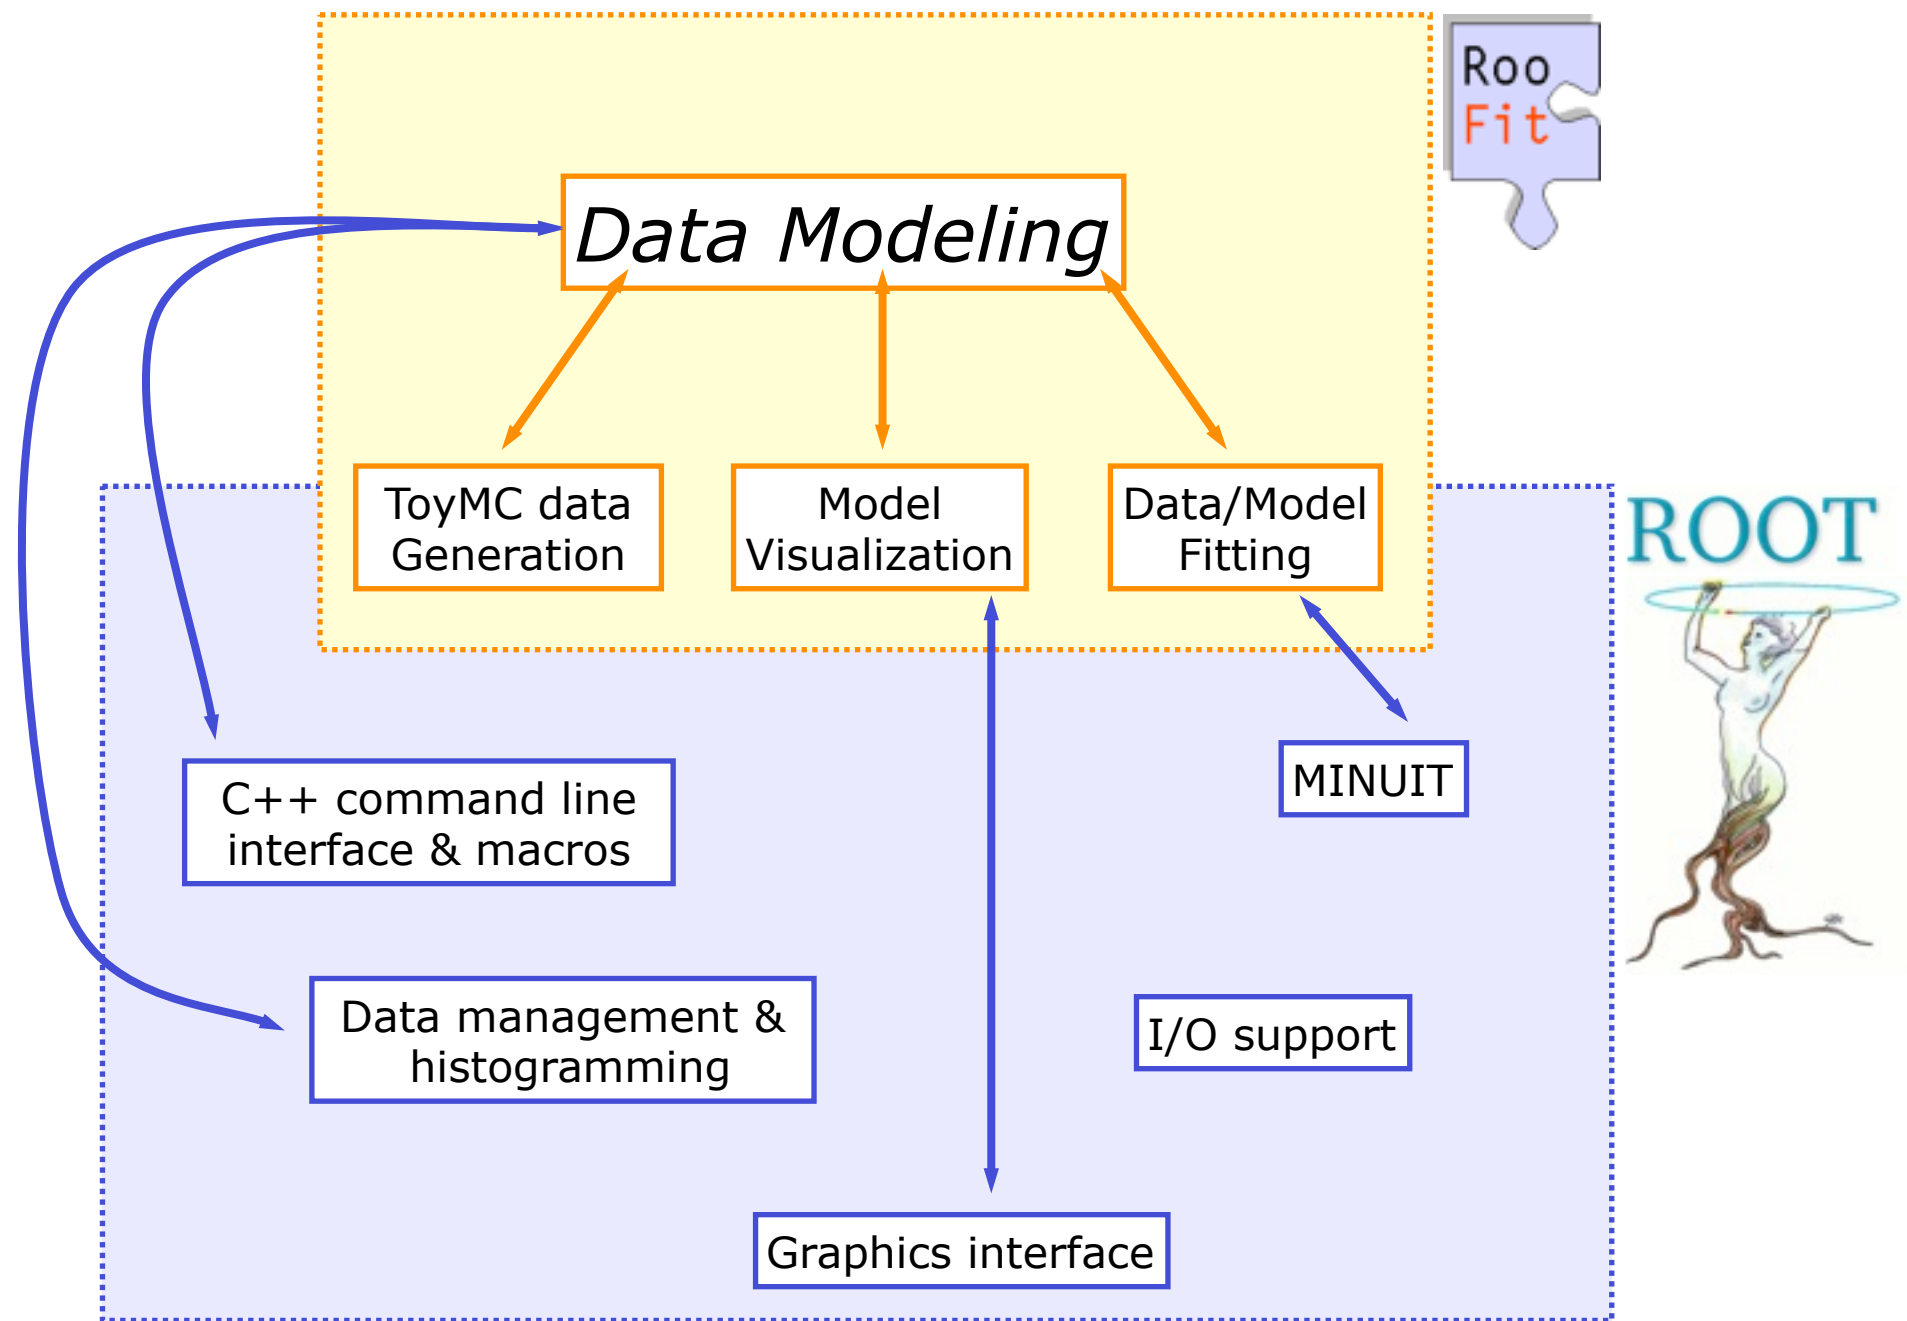 Roo
Fit
Data Modeling
ToyMC data
Generation
Model
Visualization
Data/Model
Fitting
ROOT
C++ command line
interface & macros
MINUIT
Data management &
histogramming
I/O support
Graphics interface